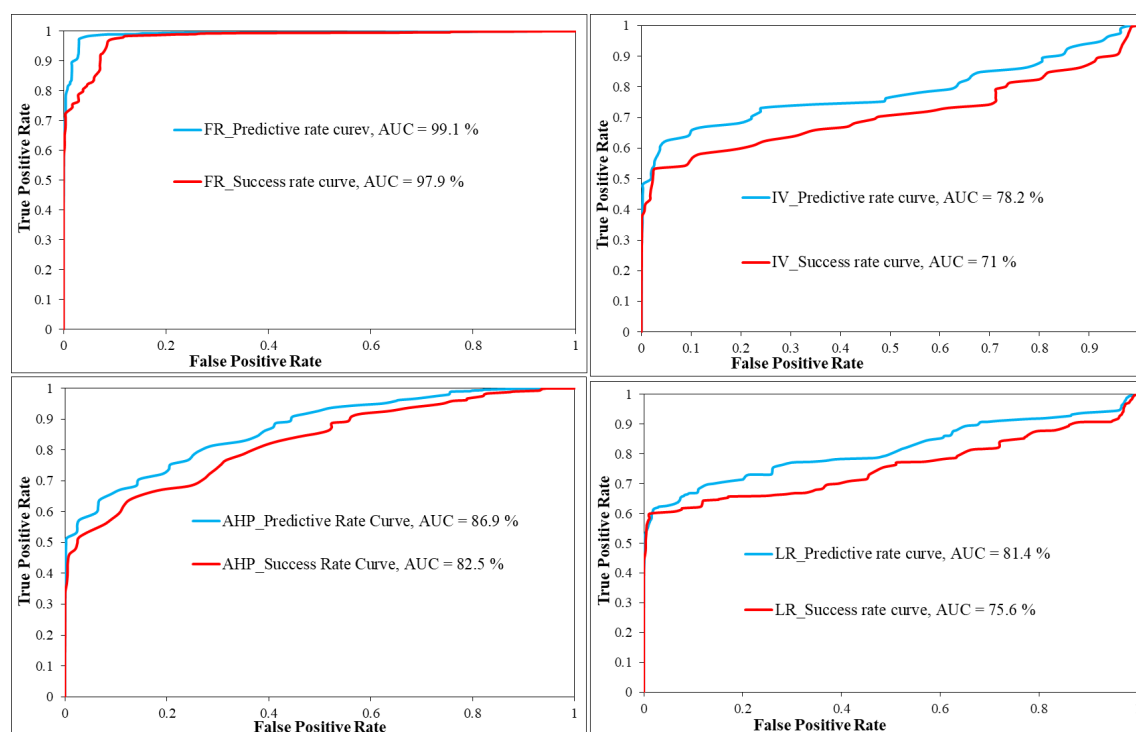 1
0.9
0.8
0.7
0.6
0.5
0.4
0.3
0.2
0.1
0
True Positive Rate
FR_Predictive rate curev, AUC = 99.1 %
FR_Success rate curve, AUC = 97.9 %
0 0.2 0.4 0.6 0.8 1
False Positive Rate
1
0.9
0.8
0.7
0.6
0.5
0.4
0.3
0.2
0.1
0
True Positive Rate
IV_Predictive rate curve, AUC = 78.2 %
IV_Success rate curve, AUC = 71 %
0 0.1 0.2 0.3 0.4 0.5 0.6 0.7 0.8 0.9
False Positive Rate
1
0.9
0.8
0.7
0.6
0.5
0.4
0.3
0.2
0.1
0
True Positive Rate
AHP_Predictive Rate Curve, AUC = 86.9 %
AHP_Success Rate Curve, AUC = 82.5 %
0 0.2 0.4 0.6 0.8 1
False Positive Rate
1
0.9
0.8
0.7
0.6
0.5
0.4
0.3
0.2
0.1
0
True Positive Rate
LR_Predictive rate curve, AUC = 81.4 %
LR_Success rate curve, AUC = 75.6 %
0 0.2 0.4 0.6 0.8
False Positive Rate